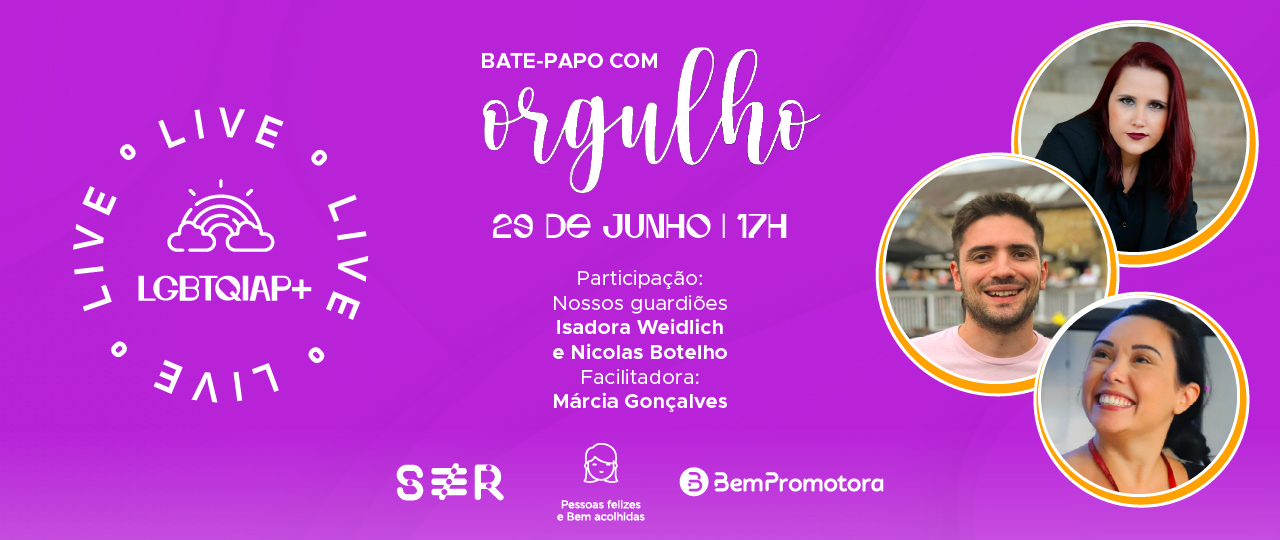 LIVE LIVE LIVE LIVE
LGBTQIAP+
BATE-PAPO COM
orgulho
29 DE JUNHO | 17H
Participação:
Nossos guardiões
Isadora Weidlich
e Nicolas Botelho
Facilitadora:
Márcia Gonçalves
SER
Pessoas felizes
e Bem acolhidas
B BemPromotora